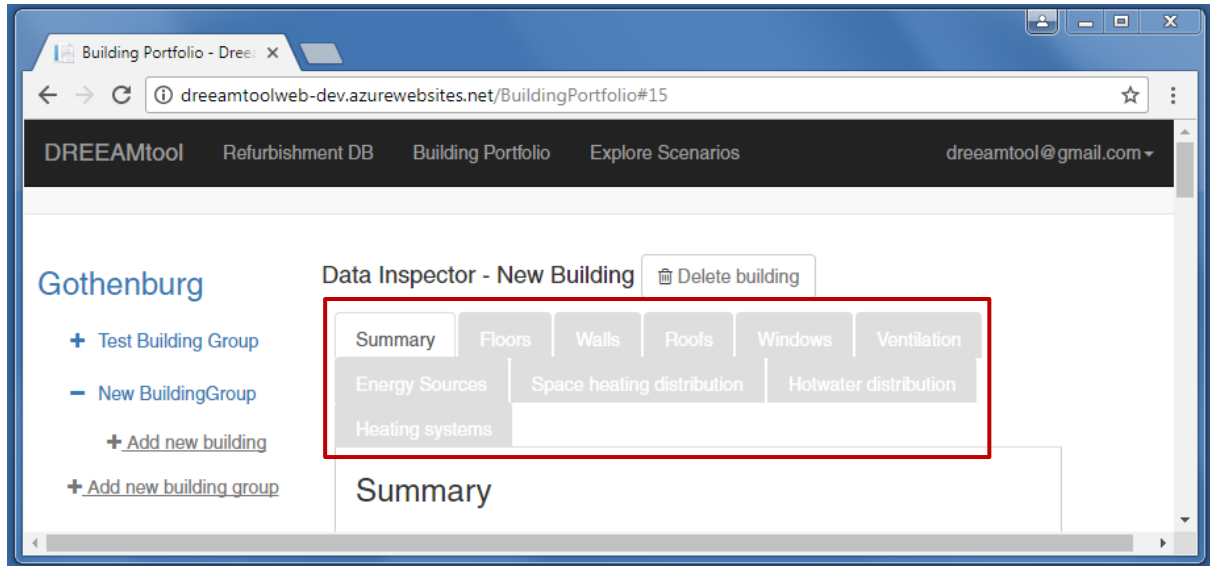 Building Portfolio - Dree
dreeamtoolweb-dev.azurewebsites.net/BuildingPortfolio#15
DREEAMtool Refurbishment DB Building Portfolio Explore Scenarios dreeamtool@gmail.com
Gothenburg
Test Building Group
New BuildingGroup
Add new building
Add new building group
Data Inspector - New Building Delete building
Summary Floors Walls Roofs Windows Ventilation
Energy Sources Space heating distribution Hotwater distribution
Heating systems
Summary